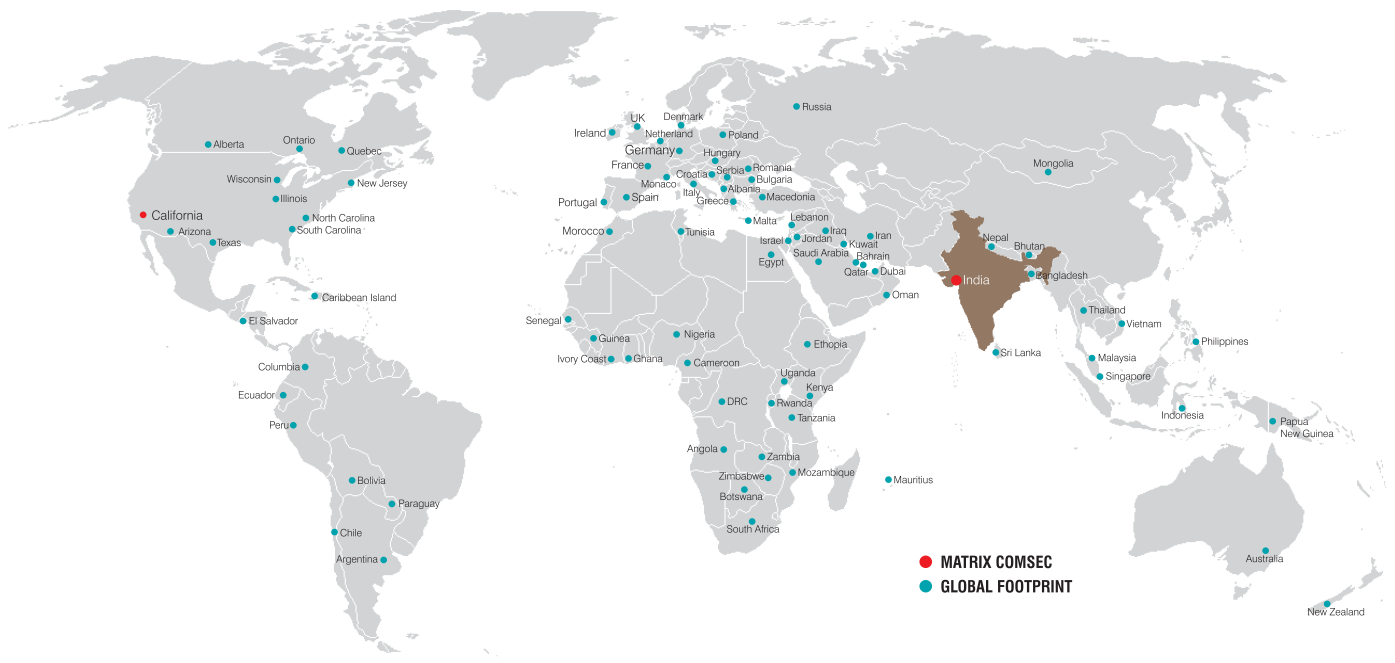 Russia
Denmark
UK
Ireland
Netherland
Poland
Ontario
Alberta
Quebec
Germany
Hungary
France
Mongolia
Romania
Croatia
Serbia
Wisconsin
Bulgaria
New Jersey
Monaco
Albania
Italy
Illinois
Spain
Macedonia
Portugal
Greece
California
North Carolina
Malta
Lebanon
Arizona
South Carolina
Morocco
Tunisia
Iraq
Iran
Texas
Israel
Jordan
Kuwait
Nepal
Bhutan
Saudi Arabia
Bahrain
Egypt
Qatar
Dubai
Bangladesh
India
Caribbean Island
Oman
Thailand
El Salvador
Senegal
Vietnam
Nigeria
Guinea
Ethopia
Philippines
Sri Lanka
Ivory Coast
Ghana
Cameroon
Malaysia
Columbia
Uganda
Singapore
Kenya
Ecuador
DRC
Rwanda
Indonesia
Tanzania
Peru
Papua
New Guinea
Angola
Zambia
Mozambique
Zimbabwe
Bolivia
Mauritius
Botswana
Paraguay
South Africa
Chile
Argentina
Australia
MATRIX COMSEC
GLOBAL FOOTPRINT
New Zealand